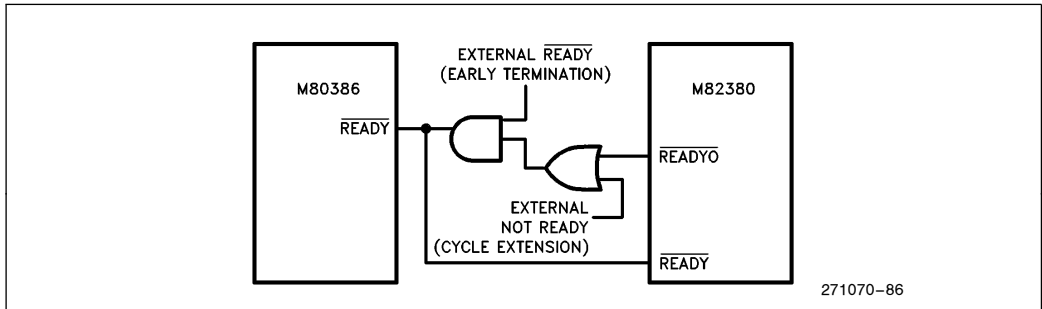 EXTERNAL READY
(EARLY TERMINATION)
M80386
M82380
READY
READYO
EXTERNAL
NOT READY
(CYCLE EXTENSION)
READY
271070-86